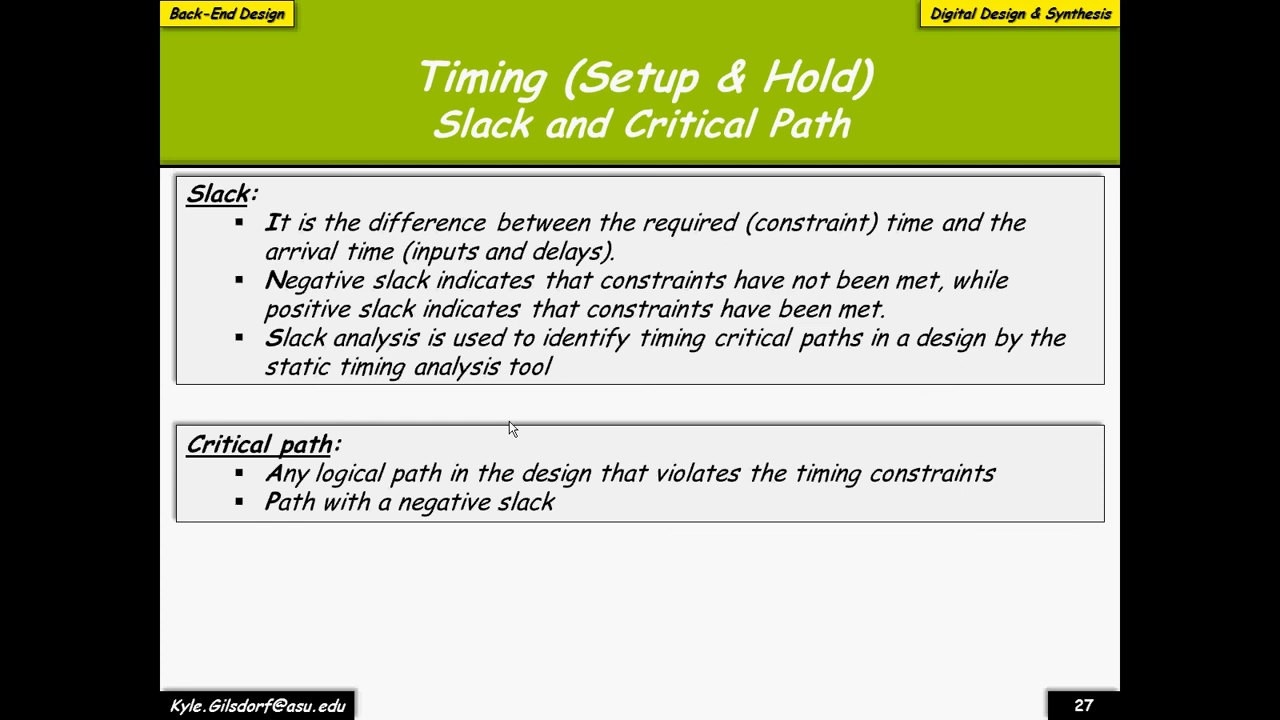 Back-End Design
Digital Design & Synthesis
Timing (Setup & Hold)
Slack and Critical Path
Slack:
▪ It is the difference between the required (constraint) time and the
arrival time (inputs and delays).
▪ Negative slack indicates that constraints have not been met, while
positive slack indicates that constraints have been met.
▪ Slack analysis is used to identify timing critical paths in a design by the
static timing analysis tool
Critical path:
▪ Any logical path in the design that violates the timing constraints
▪ Path with a negative slack
Kyle.Gilsdorf@asu.edu
27